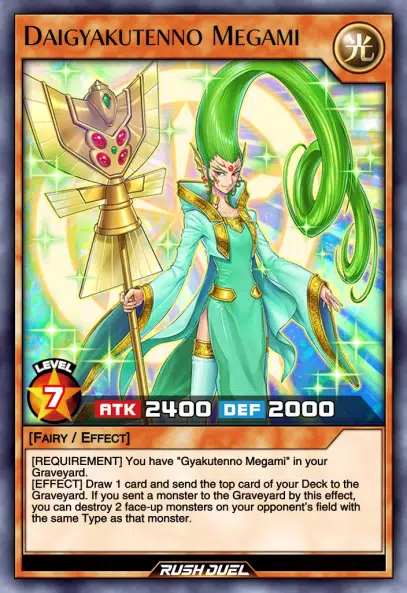 DAIGYAKUTENNO MEGAMI
光
LEVEL
7
ATK 2400 DEF 2000
[FAIRY / EFFECT]
[REQUIREMENT] You have "Gyakutenno Megami" in your
Graveyard.
[EFFECT] Draw 1 card and send the top card of your Deck to the
Graveyard. If you sent a monster to the Graveyard by this effect,
you can destroy 2 face-up monsters on your opponent's field with
the same Type as that monster.
RUSH DUEL